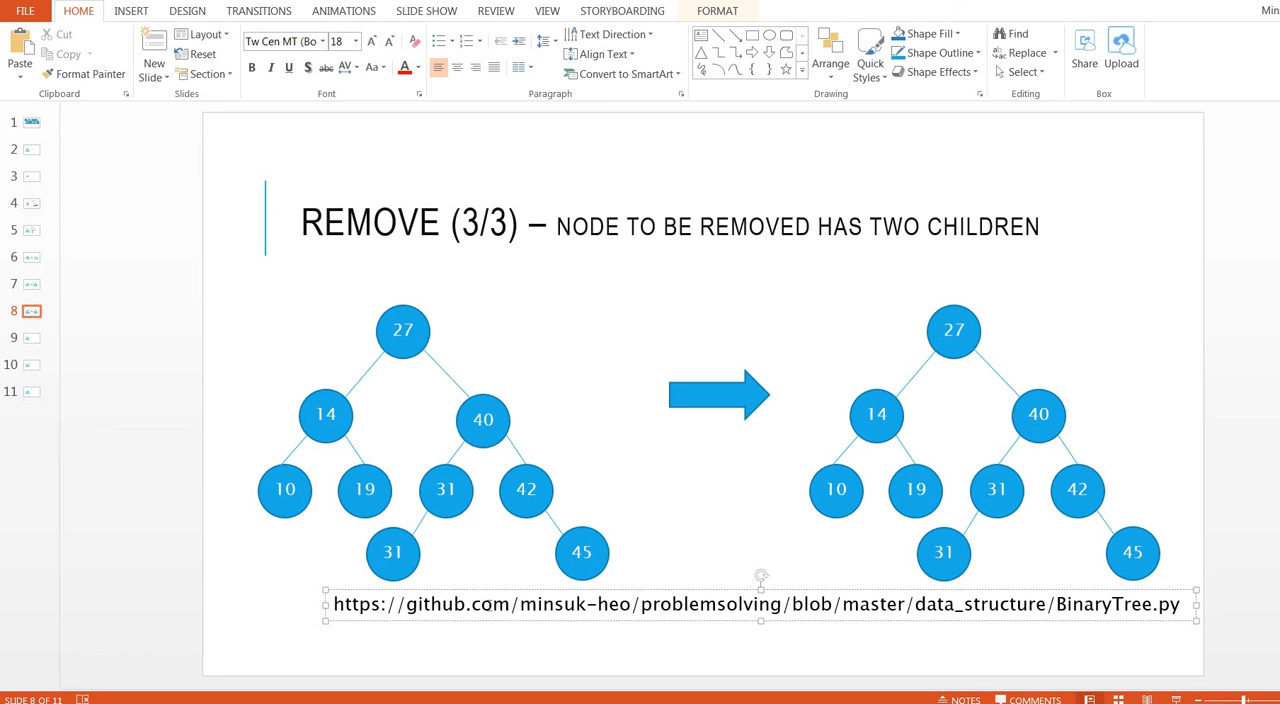 FILE HOME INSERT DESIGN TRANSITIONS ANIMATIONS SLIDE SHOW REVIEW VIEW STORYBOARDING FORMAT Min
Paste Cut Copy Format Painter
Clipboard
New Slide Layout Reset Section
Slides
Tw Cen MT (Bo 18
B I U S abc AV Aa A
Font
Text Direction Align Text Convert to SmartArt
Paragraph
Arrange Quick Styles Shape Fill Shape Outline Shape Effects
Drawing
Find Replace Select
Editing
Share Upload
Box
1
2
3
4
5
6
7
8
9
10
11
REMOVE (3/3) – NODE TO BE REMOVED HAS TWO CHILDREN
27 27
14 40 14 40
10 19 31 42 10 19 31 42
31 45 31 45
https://github.com/minsuk-heo/problemsolving/blob/master/data_structure/BinaryTree.py
SLIDE 8 OF 11 NOTES COMMENTS